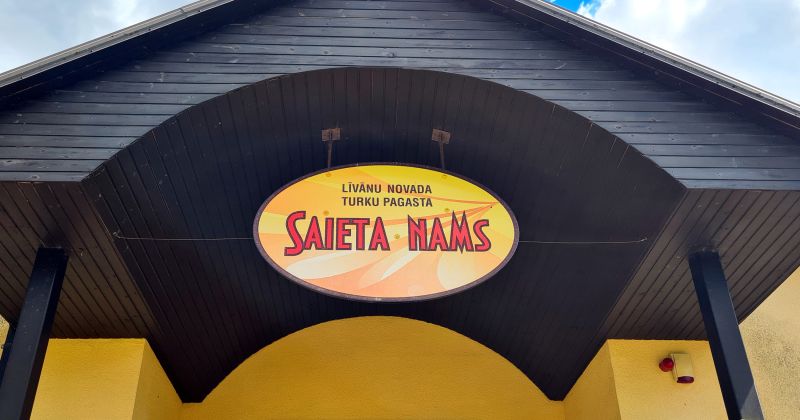 LĪVĀNU NOVADA
TURKU PAGASTA
SAIETA NAMS